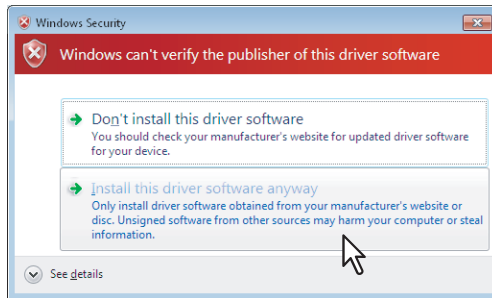 Windows Security
Windows can't verify the publisher of this driver software
Don't install this driver software
You should check your manufacturer's website for updated driver software
for your device.
Install this driver software anyway
Only install driver software obtained from your manufacturer's website or
disc. Unsigned software from other sources may harm your computer or steal
information.
See details